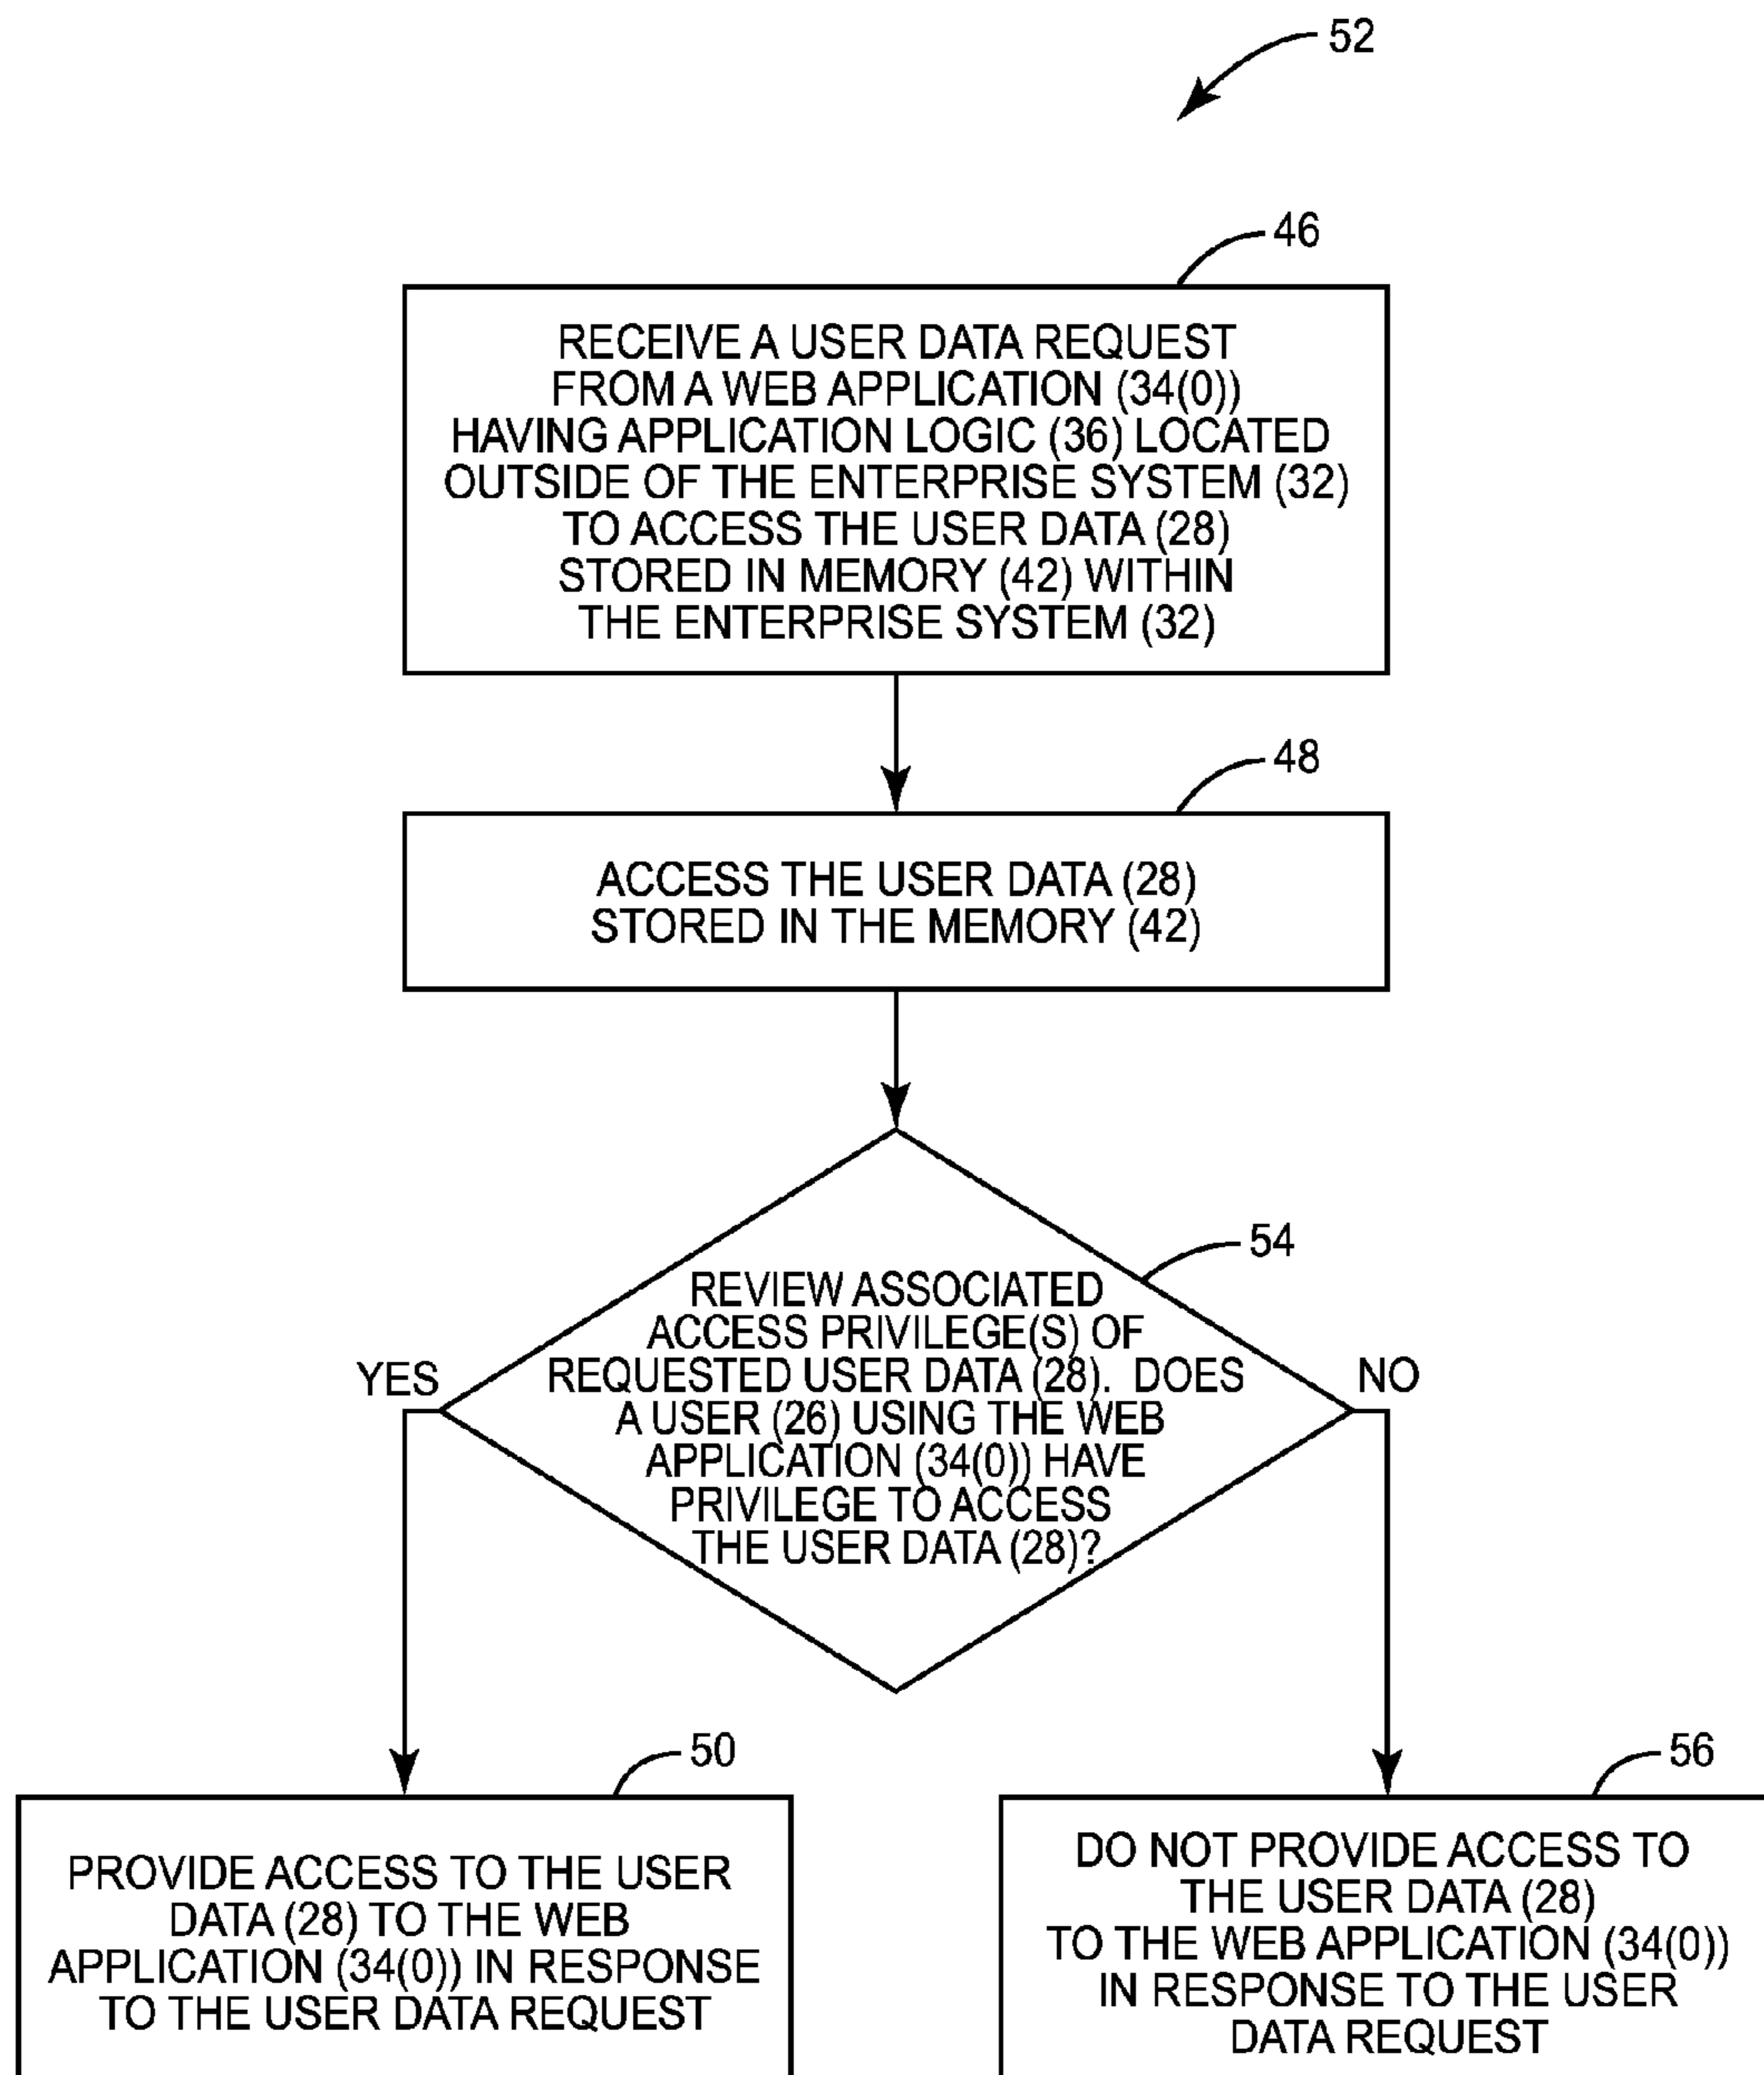 52
46
RECEIVE A USER DATA REQUEST
FROM A WEB APPLICATION (34(0))
HAVING APPLICATION LOGIC (36) LOCATED
OUTSIDE OF THE ENTERPRISE SYSTEM (32)
TO ACCESS THE USER DATA (28)
STORED IN MEMORY (42) WITHIN
THE ENTERPRISE SYSTEM (32)
48
ACCESS THE USER DATA (28)
STORED IN THE MEMORY (42)
54
REVIEW ASSOCIATED
ACCESS PRIVILEGE(S) OF
REQUESTED USER DATA (28). DOES
A USER (26) USING THE WEB
APPLICATION (34(0)) HAVE
PRIVILEGE TO ACCESS
THE USER DATA (28)?
YES
NO
50
PROVIDE ACCESS TO THE USER
DATA (28) TO THE WEB
APPLICATION (34(0)) IN RESPONSE
TO THE USER DATA REQUEST
56
DO NOT PROVIDE ACCESS TO
THE USER DATA (28)
TO THE WEB APPLICATION (34(0))
IN RESPONSE TO THE USER
DATA REQUEST